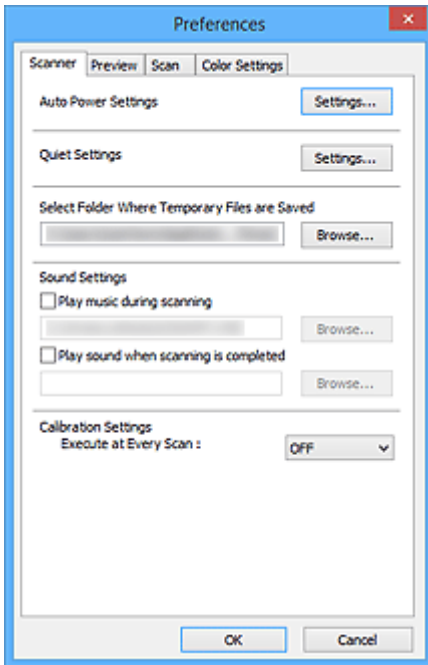 Preferences
Scanner Preview Scan Color Settings
Auto Power Settings Settings...
Quiet Settings Settings...
Select Folder Where Temporary Files are Saved
Browse...
Sound Settings
Play music during scanning
Browse...
Play sound when scanning is completed
Browse...
Calibration Settings
Execute at Every Scan : OFF
OK Cancel